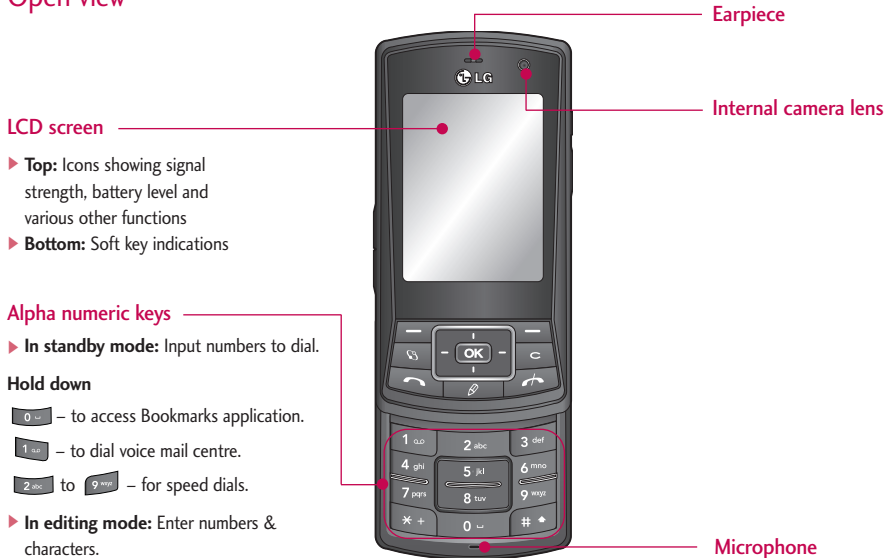 Open view
Earpiece
Internal camera lens
LCD screen
Top: Icons showing signal
strength, battery level and
various other functions
Bottom: Soft key indications
Alpha numeric keys
In standby mode: Input numbers to dial.
Hold down
0 – to access Bookmarks application.
1 – to dial voice mail centre.
2 abc to 9 wxyz – for speed dials.
In editing mode: Enter numbers &
characters.
Microphone
LG
OK
C
1
2 abc
3 def
4 ghi
5 jkl
6 mno
7 pqrs
8 tuv
9 wxyz
* +
0
#